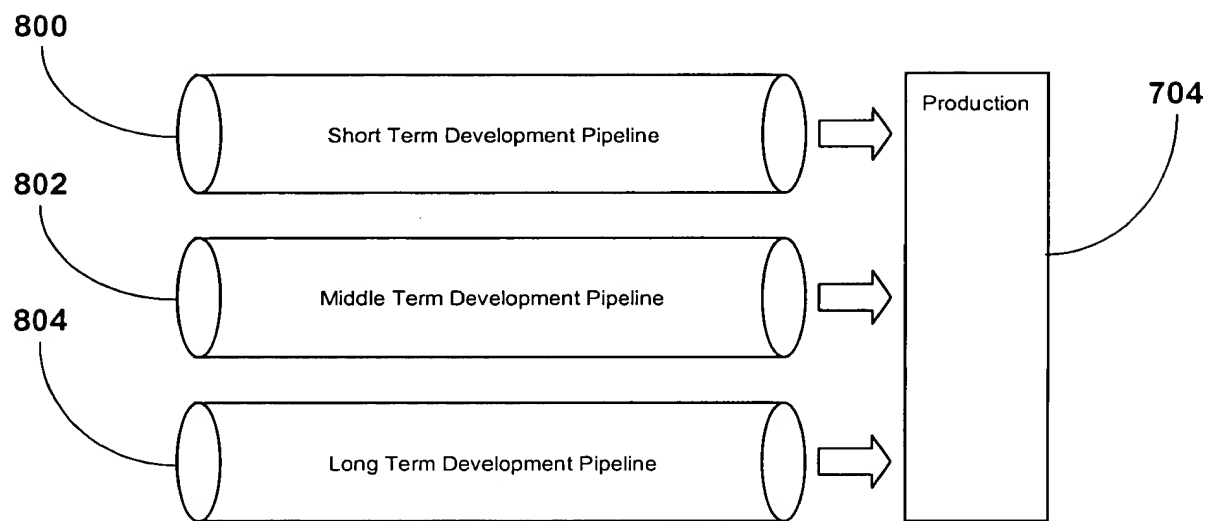 800
Short Term Development Pipeline
Production
704
802
Middle Term Development Pipeline
804
Long Term Development Pipeline